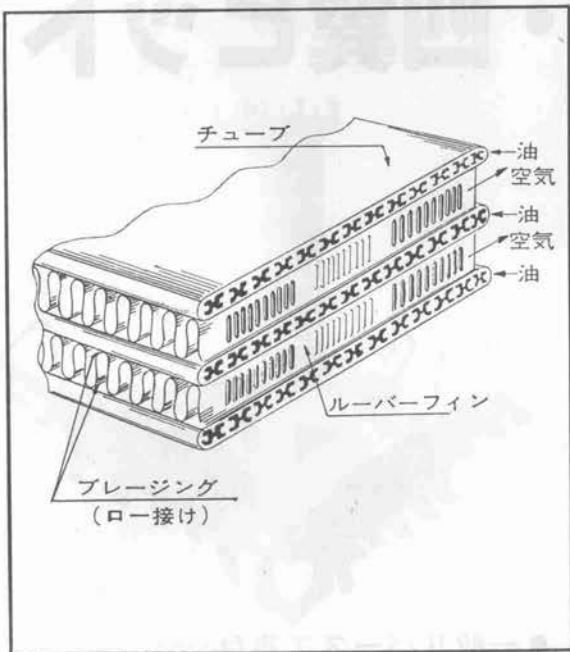 チューブ
油
空気
油
空気
油
ルーバーフィン
ブレージング
(ロー接け)